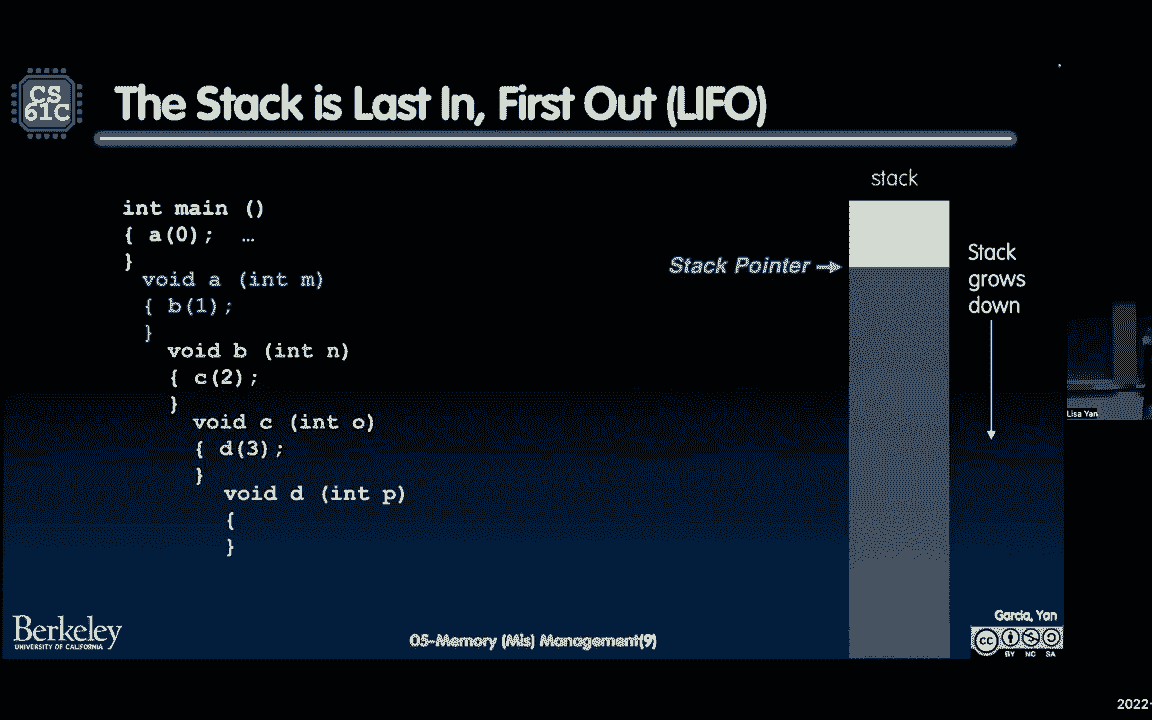 CS
61C
The Stack is Last In, First Out (LIFO)
int main ()
{ a(0); …
}
void a (int m)
{ b(1);
}
void b (int n)
{ c(2);
}
void c (int o)
{ d(3);
}
void d (int p)
{
}
stack
Stack Pointer →
Stack
grows
down
Lisa Yan
Berkeley
UNIVERSITY OF CALIFORNIA
05-Memory (Mis) Management(9)
Garcia, Yan
cc
BY NC SA
2022-